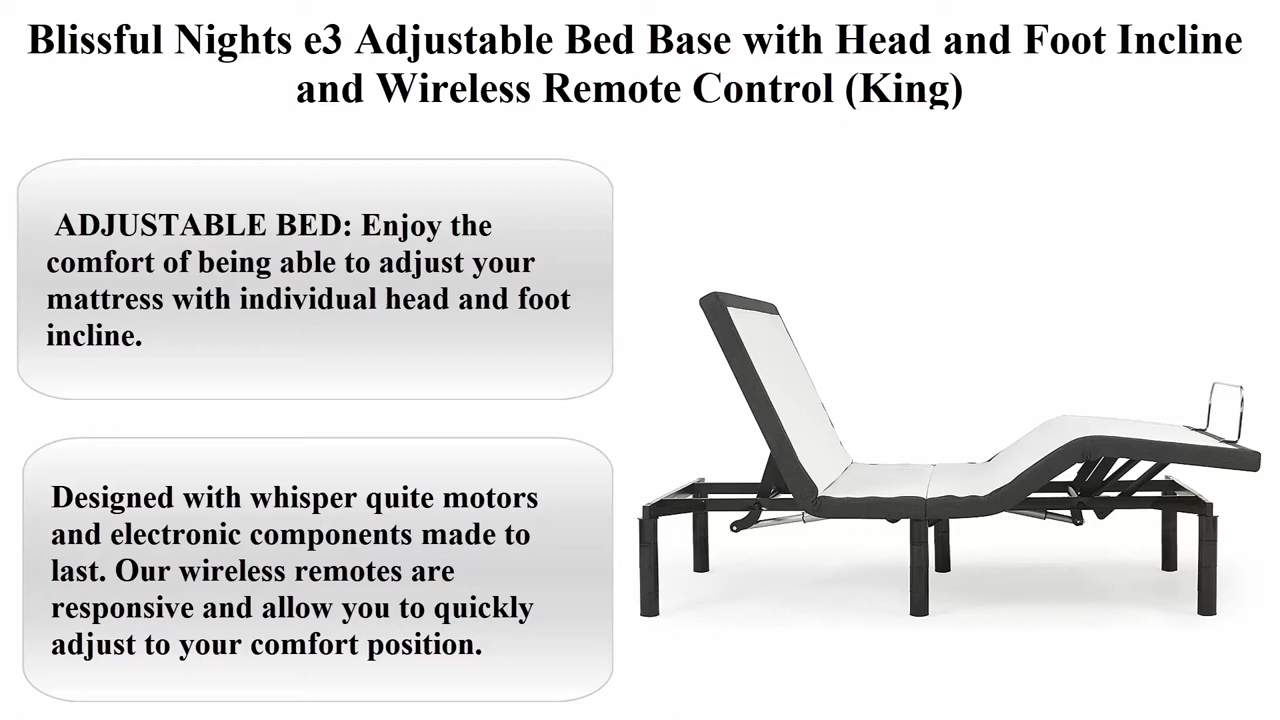 Blissful Nights e3 Adjustable Bed Base with Head and Foot Incline
and Wireless Remote Control (King)
ADJUSTABLE BED: Enjoy the
comfort of being able to adjust your
mattress with individual head and foot
incline.
Designed with whisper quite motors
and electronic components made to
last. Our wireless remotes are
responsive and allow you to quickly
adjust to your comfort position.